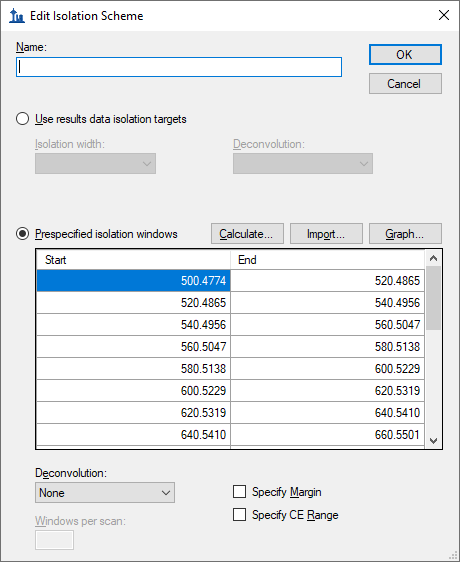 Edit Isolation Scheme
Name:
OK
Cancel
Use results data isolation targets
Isolation width: Deconvolution:
Prespecified isolation windows Calculate... Import... Graph...
Start End
500.4774 520.4865
520.4865 540.4956
540.4956 560.5047
560.5047 580.5138
580.5138 600.5229
600.5229 620.5319
620.5319 640.5410
640.5410 660.5501
Deconvolution:
None
Specify Margin
Specify CE Range
Windows per scan: